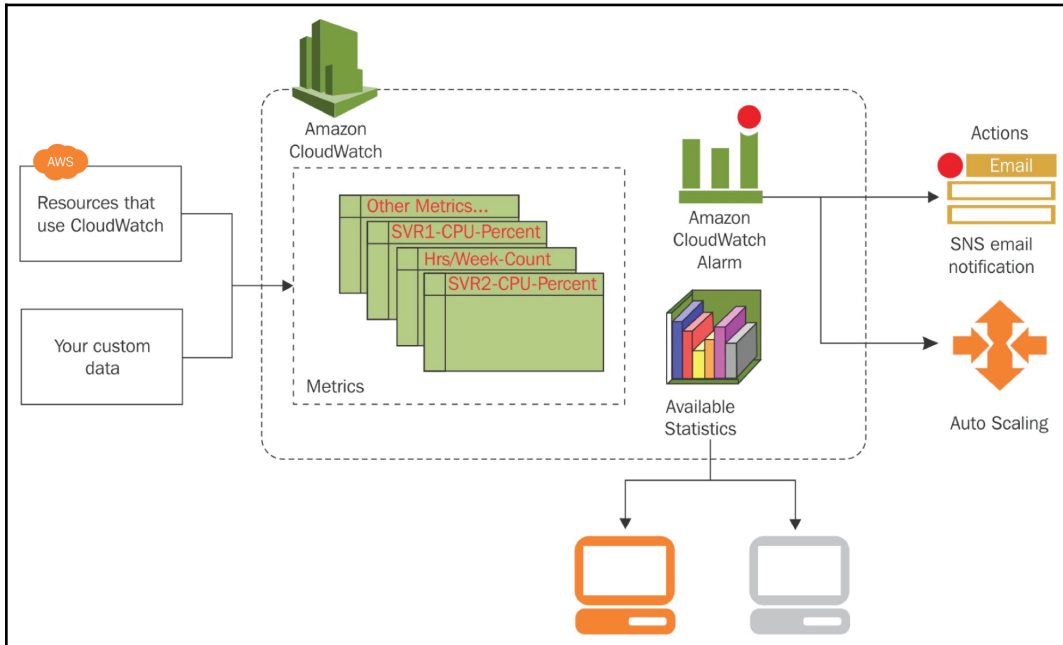 Amazon
CloudWatch
AWS
Resources that
use CloudWatch
Your custom
data
Other Metrics...
SVR1-CPU-Percent
Hrs/Week-Count
SVR2-CPU-Percent
Metrics
Amazon
CloudWatch
Alarm
Available
Statistics
Actions
Email
SNS email
notification
Auto Scaling